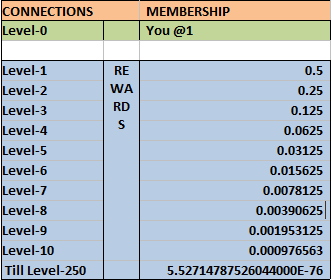 CONNECTIONS MEMBERSHIP
Level-0 You @1
Level-1 RE 0.5
Level-2 WA 0.25
Level-3 RD 0.125
Level-4 S 0.0625
Level-5 0.03125
Level-6 0.015625
Level-7 0.0078125
Level-8 0.00390625
Level-9 0.001953125
Level-10 0.000976563
Till Level-250 5.52714787526044000E-76